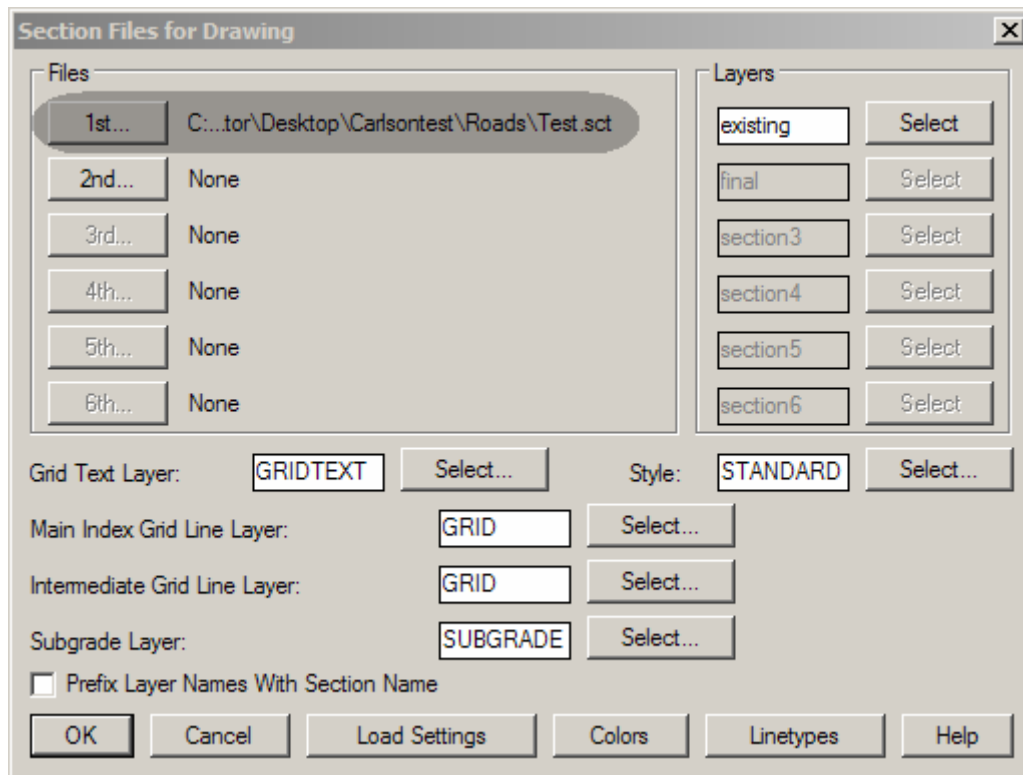 Section Files for Drawing
Files
Layers
1st... C:...tor\Desktop\Carlsontest\Roads\Test.sct existing Select
2nd... None final Select
3rd... None section3 Select
4th... None section4 Select
5th... None section5 Select
6th... None section6 Select
Grid Text Layer: GRIDTEXT Select... Style: STANDARD Select...
Main Index Grid Line Layer: GRID Select...
Intermediate Grid Line Layer: GRID Select...
Subgrade Layer: SUBGRADE Select...
Prefix Layer Names With Section Name
OK Cancel Load Settings Colors Linetypes Help